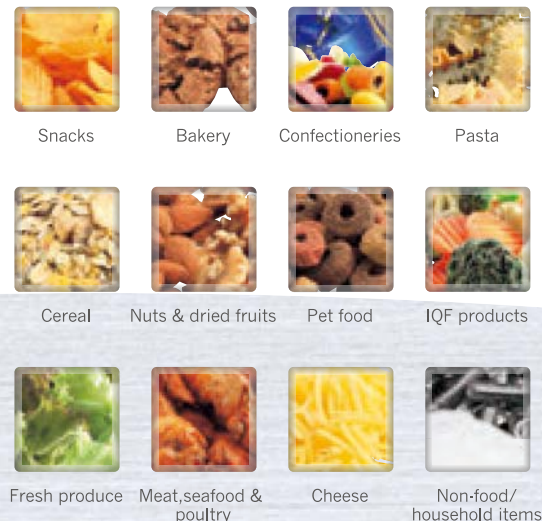 Snacks
Bakery
Confectioneries
Pasta
Cereal
Nuts & dried fruits
Pet food
IQF products
Fresh produce
Meat,seafood &
poultry
Cheese
Non-food/
household items